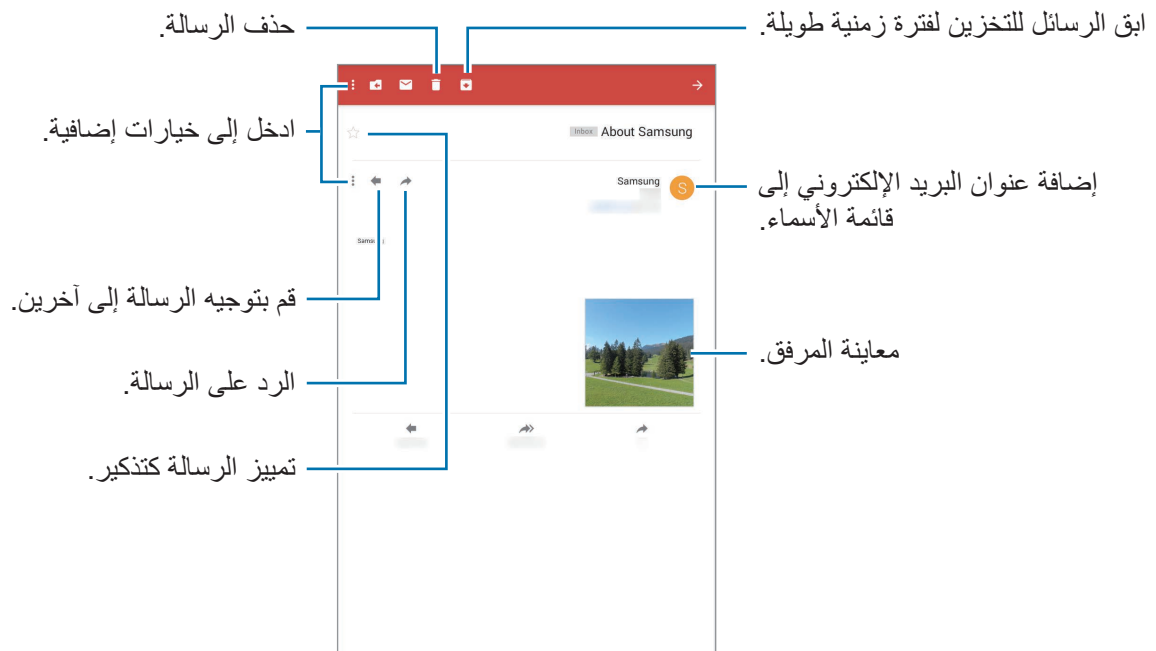 ابق الرسائل للتخزين لفترة زمنية طويلة.
حذف الرسالة.
ادخل إلى خيارات إضافية.
About Samsung
Inbox
Samsung
S
إضافة عنوان البريد الإلكتروني إلى
قائمة الأسماء.
قم بتوجيه الرسالة إلى آخرين.
معاينة المرفق.
الرد على الرسالة.
تمييز الرسالة كتذكير.